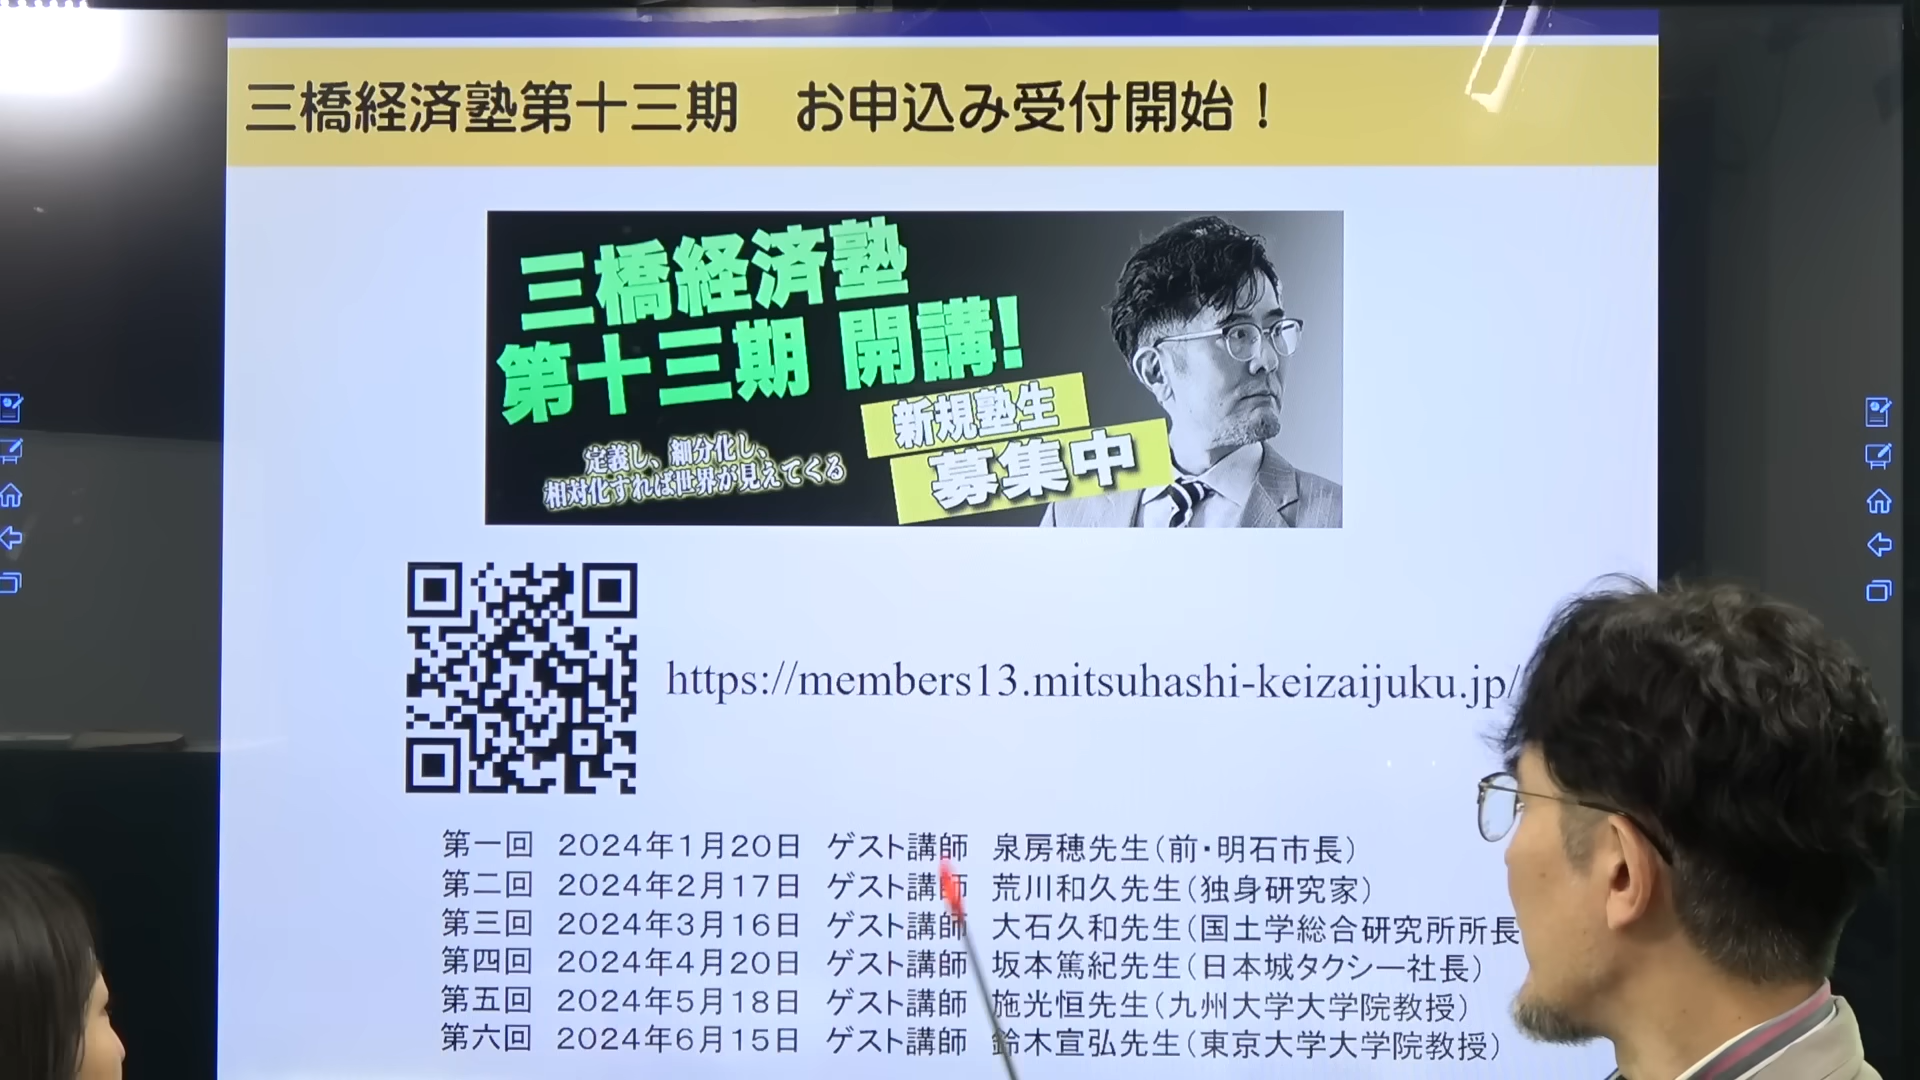 三橋経済塾第十三期　お申込み受付開始！
三橋経済塾
第十三期 開講！
新規塾生
募集中
定義し、細分化し、
相対化すれば世界が見えてくる
https://members13.mitsuhashi-keizaijuku.jp/
第一回　2024年1月20日　ゲスト講師　泉房穂先生（前・明石市長）
第二回　2024年2月17日　ゲスト講師　荒川和久先生（独身研究家）
第三回　2024年3月16日　ゲスト講師　大石久和先生（国土学総合研究所所長
第四回　2024年4月20日　ゲスト講師　坂本篤紀先生（日本城タクシー社長）
第五回　2024年5月18日　ゲスト講師　施光恒先生（九州大学大学院教授）
第六回　2024年6月15日　ゲスト講師　鈴木宣弘先生（東京大学大学院教授）